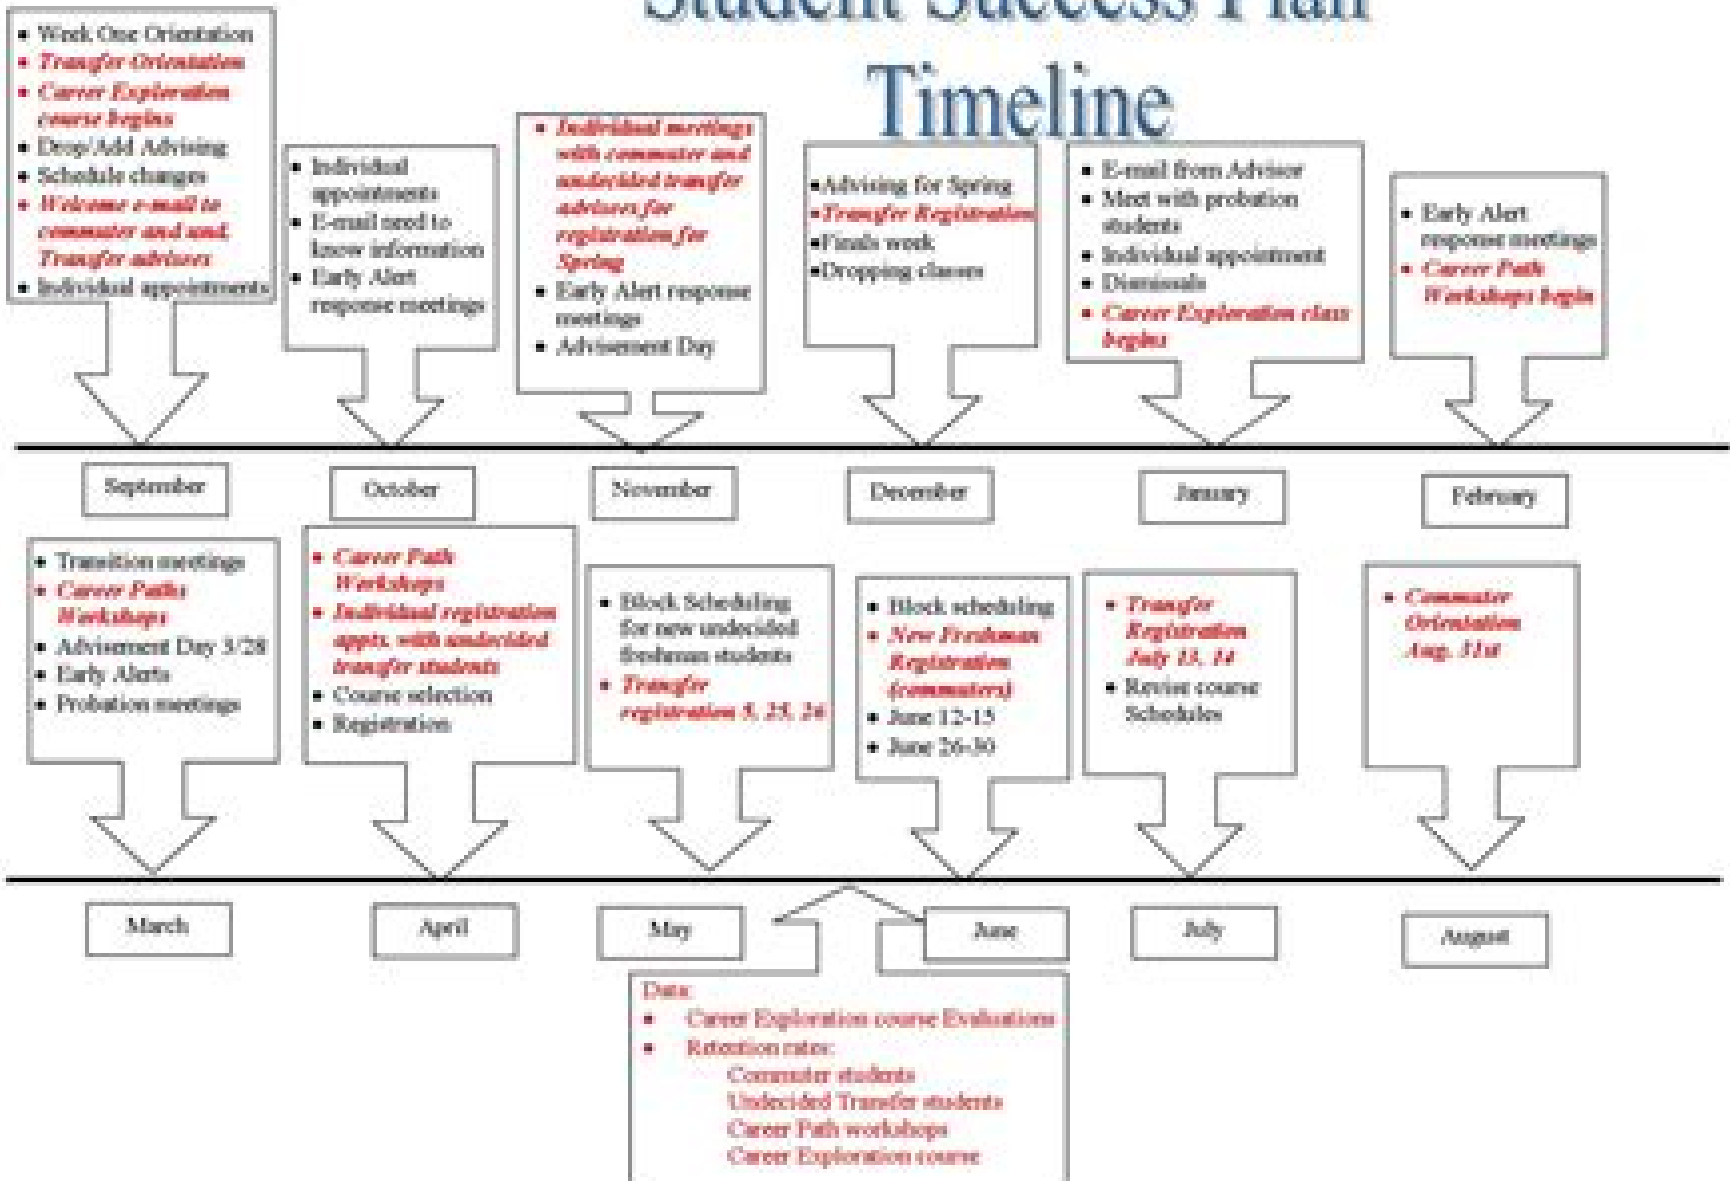 Student Success Plan
Timeline
• Week One Orientation
• Transfer Orientation
• Career Exploration
course begins
• Drop/Add Advising
• Schedule changes
• Welcome e-mail to
commuter and und.
Transfer advisees
• Individual appointments
• Individual
appointments
• E-mail need to
know information
• Early Alert
response meetings
• Individual meetings
with commuter and
undecided transfer
advisees for
registration for
Spring
• Early Alert response
meetings
• Advisement Day
•Advising for Spring
•Transfer Registration
•Finals week
•Dropping classes
• E-mail from Advisor
• Meet with probation
students
• Individual appointment
• Dismissals
• Career Exploration class
begins
• Early Alert
response meetings
• Career Path
Workshops begin
September
October
November
December
January
February
• Transition meetings
• Career Paths
Workshops
• Advisement Day 3/28
• Early Alerts
• Probation meetings
• Career Path
Workshops
• Individual registration
appts. with undecided
transfer students
• Course selection
• Registration
• Block Scheduling
for new undecided
freshman students
• Transfer
registration 5, 25, 26
• Block scheduling
• New Freshman
Registration
(commuters)
• June 12-15
• June 26-30
• Transfer
Registration
July 13, 14
• Revise course
Schedules
• Commuter
Orientation
Aug. 31st
March
April
May
June
July
August
Data:
• Career Exploration course Evaluations
• Retention rates:
Commuter students
Undecided Transfer students
Career Path workshops
Career Exploration course